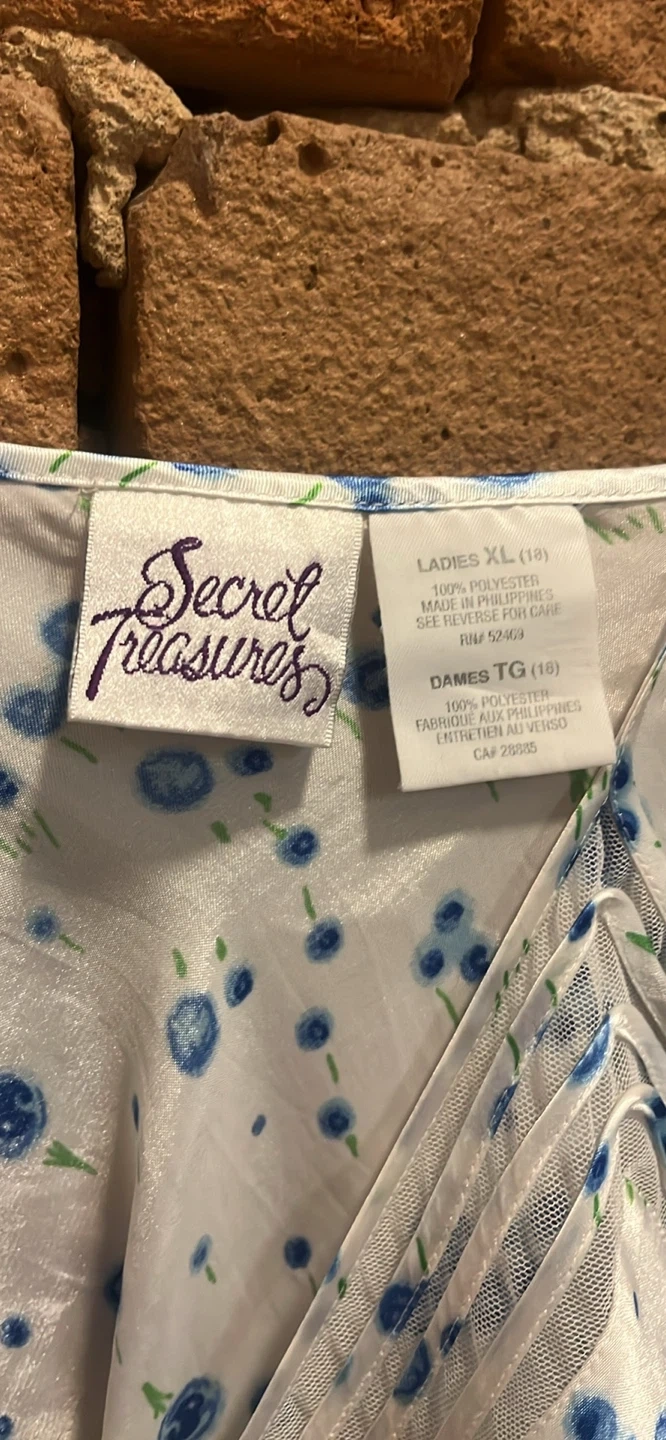 Secret
Treasures
LADIES XL (18)
100% POLYESTER
MADE IN PHILIPPINES
SEE REVERSE FOR CARE
RN# 52469
DAMES TG (18)
100% POLYESTER
FABRIQUÉ AUX PHILIPPINES
ENTRETIEN AU VERSO
CA# 28885